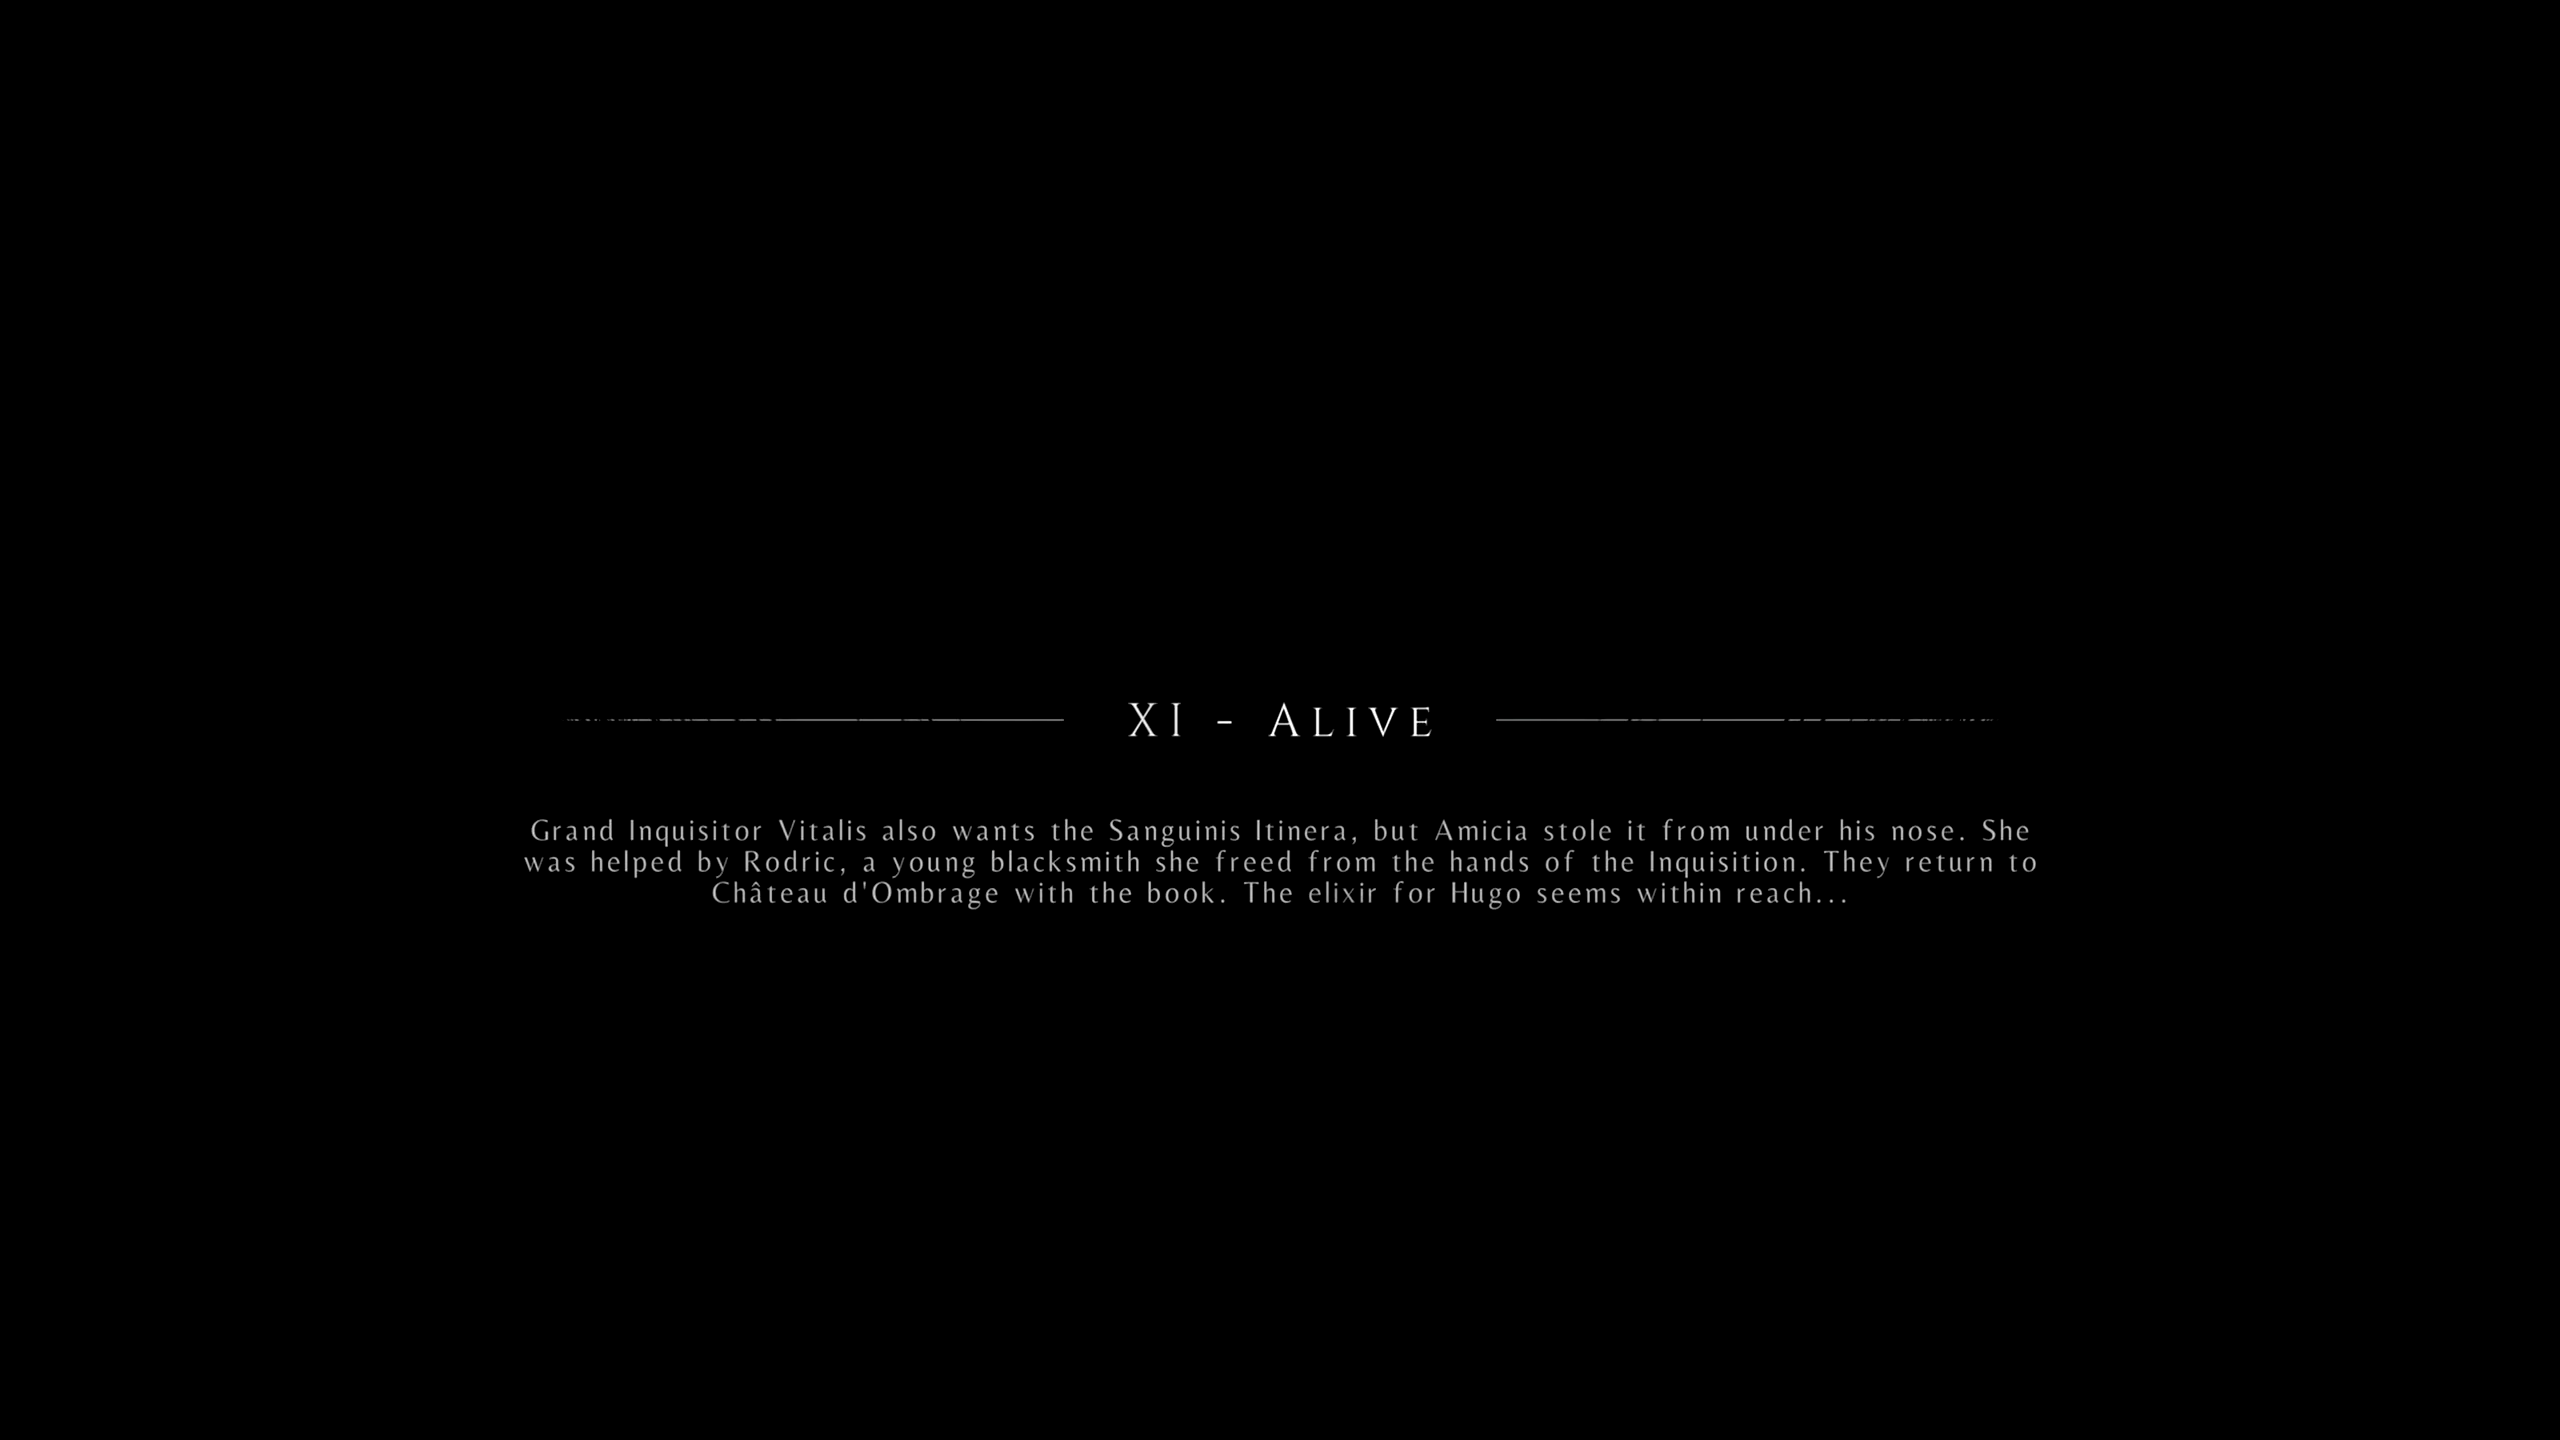 XI - ALIVE
Grand Inquisitor Vitalis also wants the Sanguinis Itinera, but Amicia stole it from under his nose. She
was helped by Rodric, a young blacksmith she freed from the hands of the Inquisition. They return to
Château d'Ombrage with the book. The elixir for Hugo seems within reach...